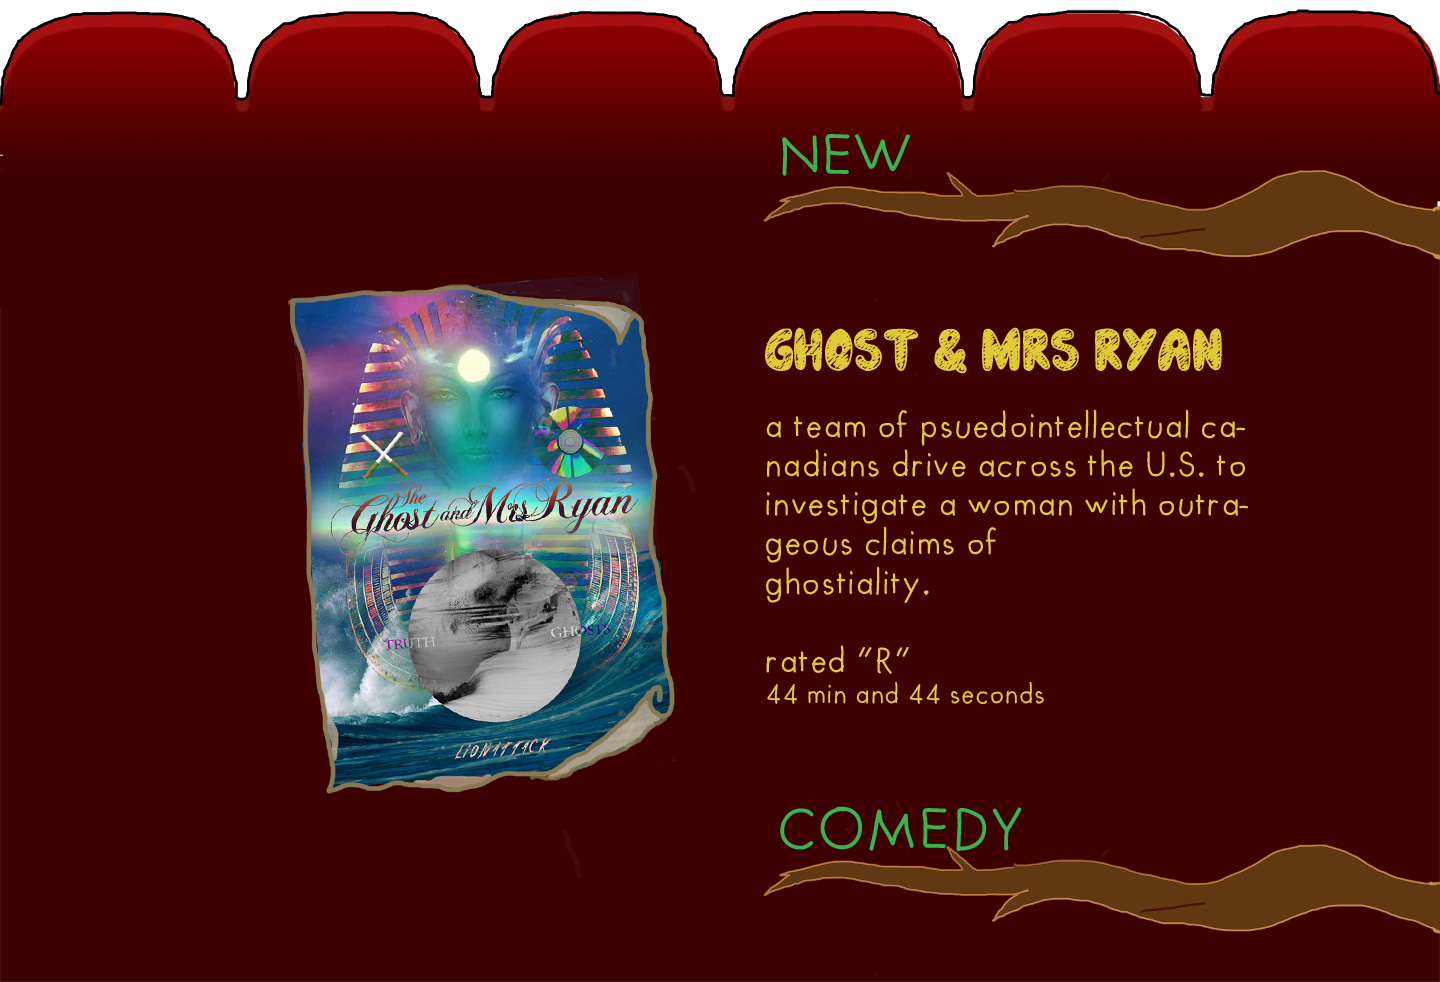 NEW
GHOST & MRS RYAN
a team of psuedointellectual ca-
nadians drive across the U.S. to
investigate a woman with outra-
geous claims of
ghostiality.
rated "R"
44 min and 44 seconds
The
Ghost and Mrs Ryan
TRUTH
GHOSTS
LIONATTACK
COMEDY